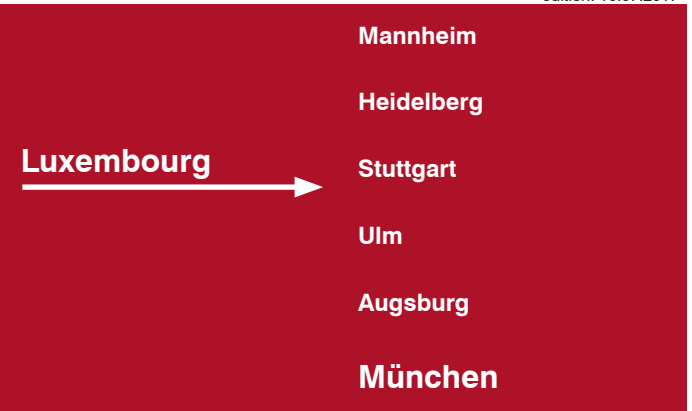 Mannheim
Heidelberg
Luxembourg
Stuttgart
Ulm
Augsburg
München